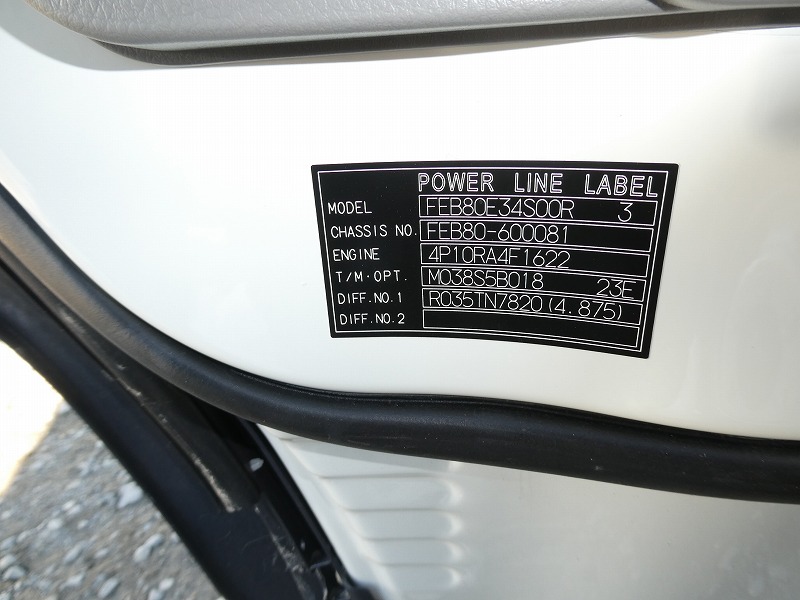 POWER LINE LABEL
MODEL FEB80E34S00R 3
CHASSIS NO. FEB80-600081
ENGINE 4P10RA4F1622
T/M·OPT. M038S5B018 23E
DIFF.NO.1 R035TN7820(4.875)
DIFF.NO.2